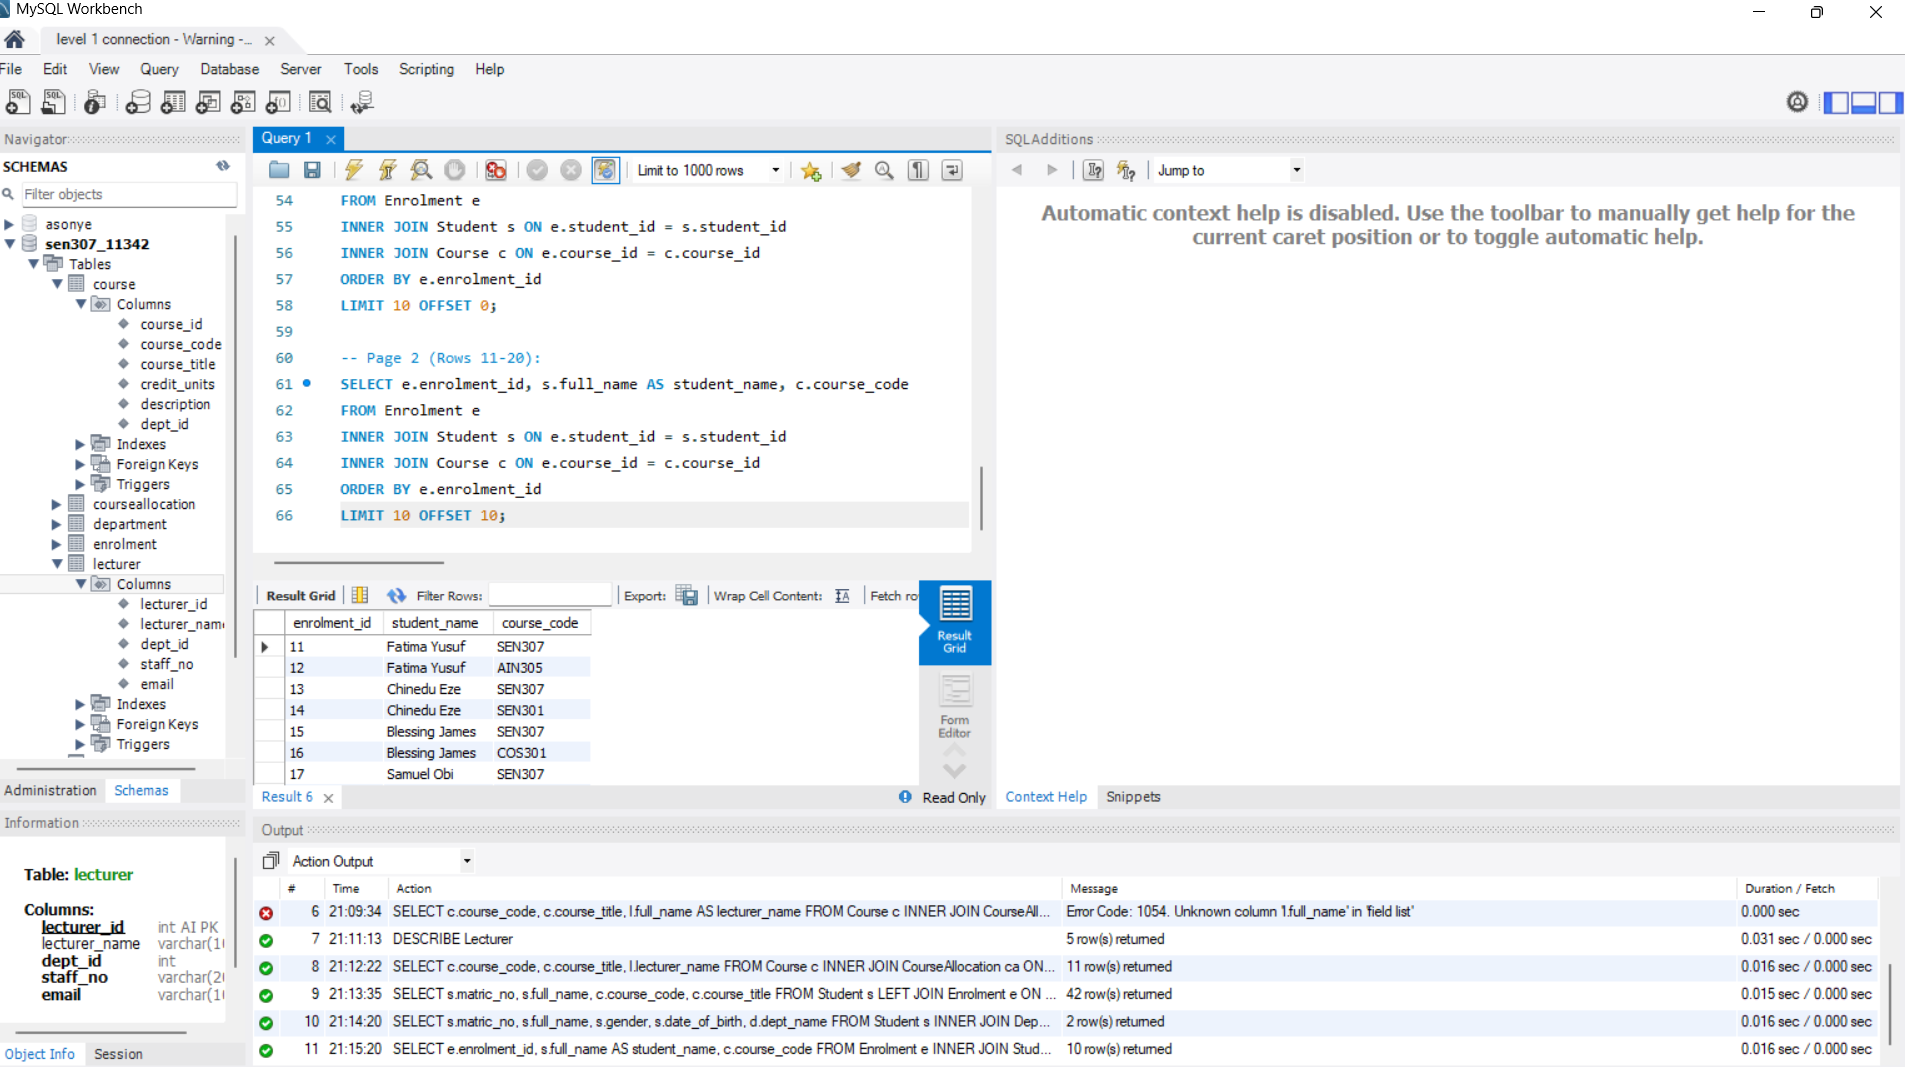 MySQL Workbench
level 1 connection - Warning -...
File Edit View Query Database Server Tools Scripting Help
Navigator
SCHEMAS
Filter objects
asonye
sen307_11342
Tables
course
Columns
course_id
course_code
course_title
credit_units
description
dept_id
Indexes
Foreign Keys
Triggers
courseallocation
department
enrolment
lecturer
Columns
lecturer_id
lecturer_name
dept_id
staff_no
email
Indexes
Foreign Keys
Triggers
Administration Schemas
Information
Table: lecturer
Columns:
lecturer_id int AI PK
lecturer_name varchar(1
dept_id int
staff_no varchar(2
email varchar(1
Object Info Session
Query 1
Limit to 1000 rows
54 FROM Enrolment e
55 INNER JOIN Student s ON e.student_id = s.student_id
56 INNER JOIN Course c ON e.course_id = c.course_id
57 ORDER BY e.enrolment_id
58 LIMIT 10 OFFSET 0;
59
60 -- Page 2 (Rows 11-20):
61 SELECT e.enrolment_id, s.full_name AS student_name, c.course_code
62 FROM Enrolment e
63 INNER JOIN Student s ON e.student_id = s.student_id
64 INNER JOIN Course c ON e.course_id = c.course_id
65 ORDER BY e.enrolment_id
66 LIMIT 10 OFFSET 10;
Result Grid Filter Rows: Export: Wrap Cell Content: Fetch ro
enrolment_id student_name course_code
11 Fatima Yusuf SEN307
12 Fatima Yusuf AIN305
13 Chinedu Eze SEN307
14 Chinedu Eze SEN301
15 Blessing James SEN307
16 Blessing James COS301
17 Samuel Obi SEN307
Result
Grid
Form
Editor
Result 6 Read Only
SQLAdditions
Jump to
Automatic context help is disabled. Use the toolbar to manually get help for the
current caret position or to toggle automatic help.
Context Help Snippets
Output
Action Output
# Time Action Message Duration / Fetch
6 21:09:34 SELECT c.course_code, c.course_title, l.full_name AS lecturer_name FROM Course c INNER JOIN CourseAll... Error Code: 1054. Unknown column 'l.full_name' in 'field list' 0.000 sec
7 21:11:13 DESCRIBE Lecturer 5 row(s) returned 0.031 sec / 0.000 sec
8 21:12:22 SELECT c.course_code, c.course_title, l.lecturer_name FROM Course c INNER JOIN CourseAllocation ca ON... 11 row(s) returned 0.016 sec / 0.000 sec
9 21:13:35 SELECT s.matric_no, s.full_name, c.course_code, c.course_title FROM Student s LEFT JOIN Enrolment e ON ... 42 row(s) returned 0.015 sec / 0.000 sec
10 21:14:20 SELECT s.matric_no, s.full_name, s.gender, s.date_of_birth, d.dept_name FROM Student s INNER JOIN Dep... 2 row(s) returned 0.016 sec / 0.000 sec
11 21:15:20 SELECT e.enrolment_id, s.full_name AS student_name, c.course_code FROM Enrolment e INNER JOIN Stud... 10 row(s) returned 0.016 sec / 0.000 sec